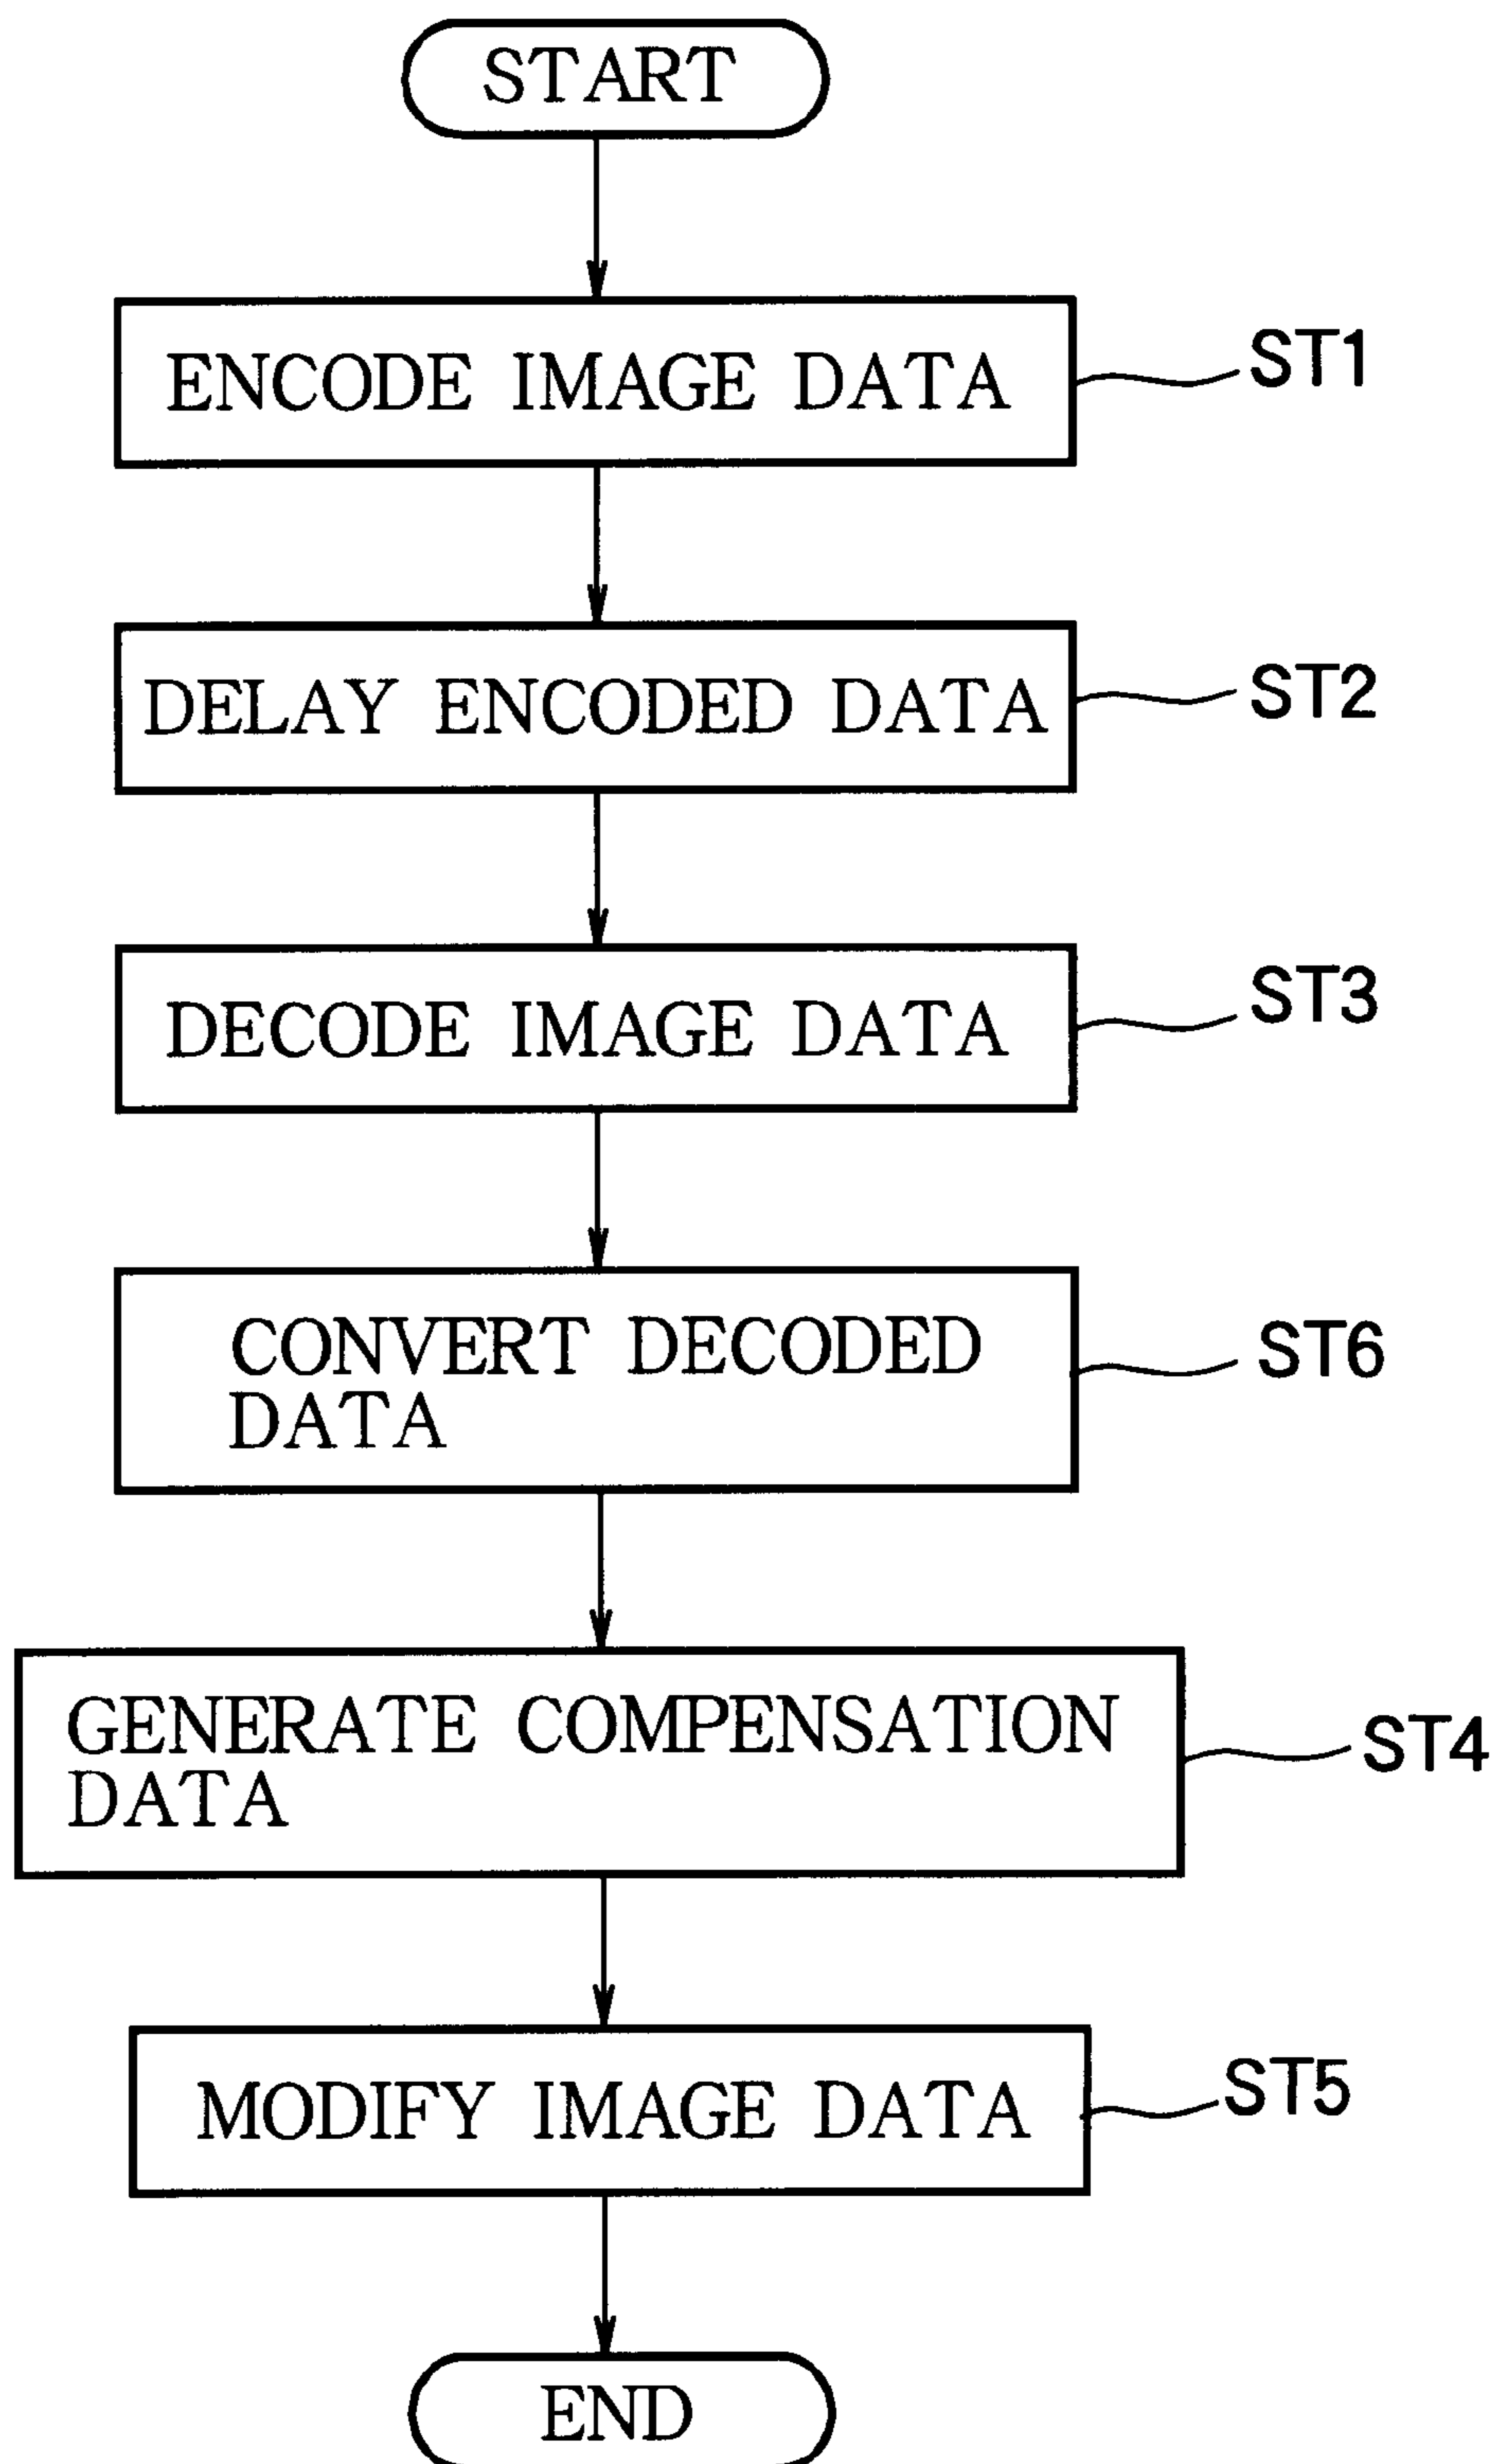 START
ENCODE IMAGE DATA
ST1
DELAY ENCODED DATA
ST2
DECODE IMAGE DATA
ST3
CONVERT DECODED
DATA
ST6
GENERATE COMPENSATION
DATA
ST4
MODIFY IMAGE DATA
ST5
END